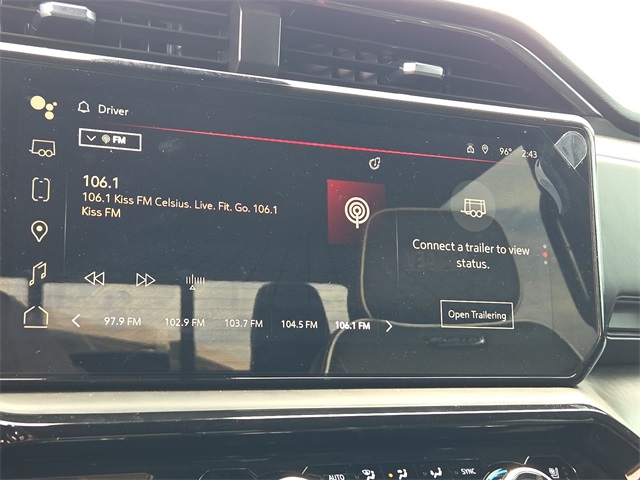 Driver
96° 2:43
FM
106.1
106.1 Kiss FM Celsius. Live. Fit. Go. 106.1
Kiss FM
Connect a trailer to view
status.
Open Trailering
97.9 FM 102.9 FM 103.7 FM 104.5 FM 106.1 FM
AUTO SYNC